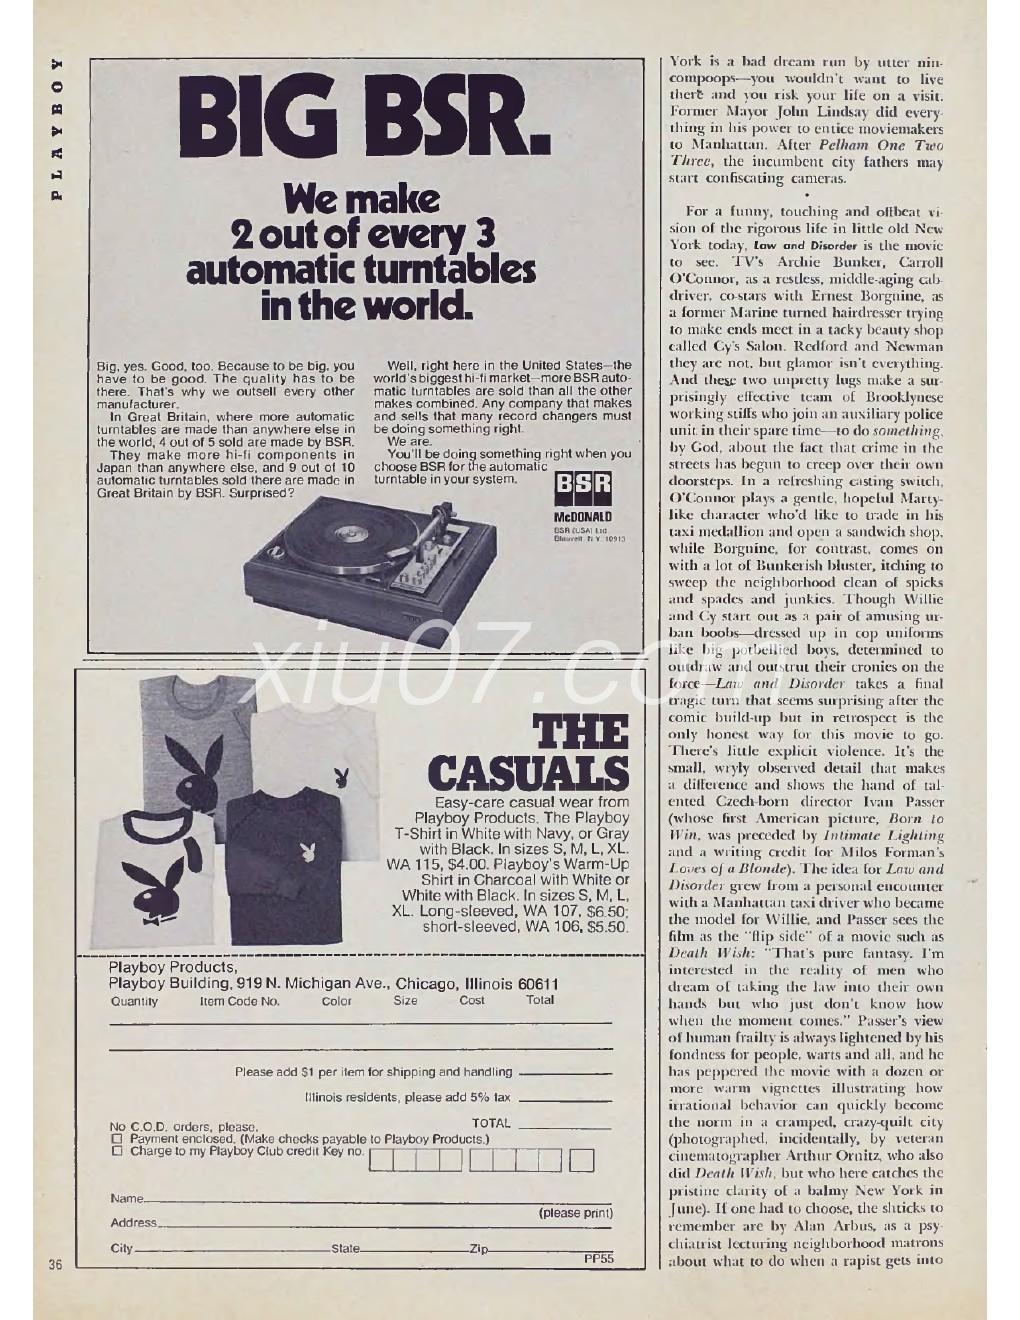 PLAYBOY
BIG BSR.
We make
2 out of every 3
automatic turntables
in the world.
Big, yes. Good, too. Because to be big, you
have to be good. The quality has to be
there. That's why we outsell every other
manufacturer.
In Great Britain, where more automatic
turntables are made than anywhere else in
the world, 4 out of 5 sold are made by BSR.
They make more hi-fi components in
Japan than anywhere else, and 9 out of 10
automatic turntables sold there are made in
Great Britain by BSR. Surprised?
Well, right here in the United States—the
world's biggest hi-fi market—more BSR auto-
matic turntables are sold than all the other
makes combined. Any company that makes
and sells that many record changers must
be doing something right.
We are.
You'll be doing something right when you
choose BSR for the automatic
turntable in your system.
BSR
McDONALD
BSR (USA) Ltd.
Blauvelt, N.Y. 10913
THE
CASUALS
Easy-care casual wear from
Playboy Products. The Playboy
T-Shirt in White with Navy, or Gray
with Black. In sizes S, M, L, XL.
WA 115, $4.00. Playboy's Warm-Up
Shirt in Charcoal with White or
White with Black. In sizes S, M, L,
XL. Long-sleeved, WA 107, $6.50;
short-sleeved, WA 106, $5.50.
Playboy Products,
Playboy Building, 919 N. Michigan Ave., Chicago, Illinois 60611
Quantity Item Code No. Color Size Cost Total
Please add $1 per item for shipping and handling
Illinois residents, please add 5% tax
No C.O.D. orders, please. TOTAL
Payment enclosed. (Make checks payable to Playboy Products.)
Charge to my Playboy Club credit Key no.
Name
(please print)
Address
City State Zip
PP55
36
York is a bad dream run by utter nin-
compoops—you wouldn't want to live
there and you risk your life on a visit.
Former Mayor John Lindsay did every-
thing in his power to entice moviemakers
to Manhattan. After Pelham One Two
Three, the incumbent city fathers may
start confiscating cameras.
•
For a funny, touching and offbeat vi-
sion of the rigorous life in little old New
York today, Law and Disorder is the movie
to see. TV's Archie Bunker, Carroll
O'Connor, as a restless, middle-aging cab-
driver, co-stars with Ernest Borgnine, as
a former Marine turned hairdresser trying
to make ends meet in a tacky beauty shop
called Cy's Salon. Redford and Newman
they are not, but glamor isn't everything.
And these two unpretty lugs make a sur-
prisingly effective team of Brooklynese
working stiffs who join an auxiliary police
unit in their spare time—to do something,
by God, about the fact that crime in the
streets has begun to creep over their own
doorsteps. In a refreshing casting switch,
O'Connor plays a gentle, hopeful Marty-
like character who'd like to trade in his
taxi medallion and open a sandwich shop,
while Borgnine, for contrast, comes on
with a lot of Bunkerish bluster, itching to
sweep the neighborhood clean of spicks
and spades and junkies. Though Willie
and Cy start out as a pair of amusing ur-
ban boobs—dressed up in cop uniforms
like big potbellied boys, determined to
outdraw and outstrut their cronies on the
force—Law and Disorder takes a final
tragic turn that seems surprising after the
comic build-up but in retrospect is the
only honest way for this movie to go.
There's little explicit violence. It's the
small, wryly observed detail that makes
a difference and shows the hand of tal-
ented Czech-born director Ivan Passer
(whose first American picture, Born to
Win, was preceded by Intimate Lighting
and a writing credit for Milos Forman's
Loves of a Blonde). The idea for Law and
Disorder grew from a personal encounter
with a Manhattan taxi driver who became
the model for Willie, and Passer sees the
film as the "flip side" of a movie such as
Death Wish: "That's pure fantasy. I'm
interested in the reality of men who
dream of taking the law into their own
hands but who just don't know how
when the moment comes." Passer's view
of human frailty is always lightened by his
fondness for people, warts and all, and he
has peppered the movie with a dozen or
more warm vignettes illustrating how
irrational behavior can quickly become
the norm in a cramped, crazy-quilt city
(photographed, incidentally, by veteran
cinematographer Arthur Ornitz, who also
did Death Wish, but who here catches the
pristine clarity of a balmy New York in
June). If one had to choose, the shticks to
remember are by Alan Arbus, as a psy-
chiatrist lecturing neighborhood matrons
about what to do when a rapist gets into
xiu07.com